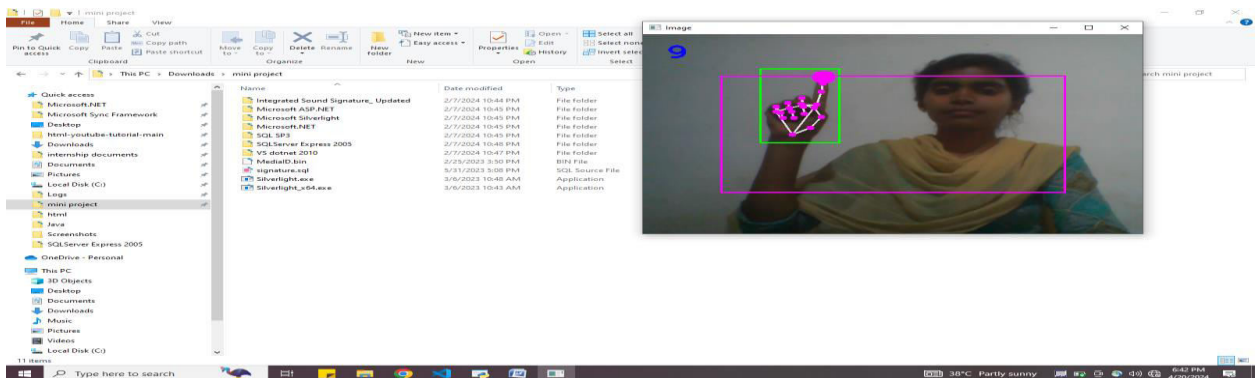 mini project
File Home Share View
Pin to Quick access
Copy
Paste
Cut
Copy path
Paste shortcut
Clipboard
Move to
Copy to
Delete
Rename
Organize
New folder
New item
Easy access
New
Properties
Open
Edit
History
Open
Select all
Select none
Invert selec
Select
Image
9
This PC > Downloads > mini project
arch mini project
Quick access
Microsoft.NET
Microsoft Sync Framework
Desktop
html-youtube-tutorial-main
Downloads
internship documents
Documents
Pictures
Local Disk (C:)
Logs
mini project
html
Java
Screenshots
SQLServer Express 2005
OneDrive - Personal
This PC
3D Objects
Desktop
Documents
Downloads
Music
Pictures
Videos
Local Disk (C:)
Name Date modified Type
Integrated Sound Signature_ Updated 2/7/2024 10:44 PM File folder
Microsoft ASP.NET 2/7/2024 10:45 PM File folder
Microsoft Silverlight 2/7/2024 10:45 PM File folder
Microsoft.NET 2/7/2024 10:45 PM File folder
SQL SP3 2/7/2024 10:45 PM File folder
SQLServer Express 2005 2/7/2024 10:48 PM File folder
VS dotnet 2010 2/7/2024 10:47 PM File folder
MediaID.bin 2/25/2023 3:50 PM BIN File
signature.sql 5/31/2023 5:08 PM SQL Source File
Silverlight.exe 3/6/2023 10:48 AM Application
Silverlight_x64.exe 3/6/2023 10:43 AM Application
11 items
Type here to search
38°C Partly sunny
6:42 PM
4/20/2024